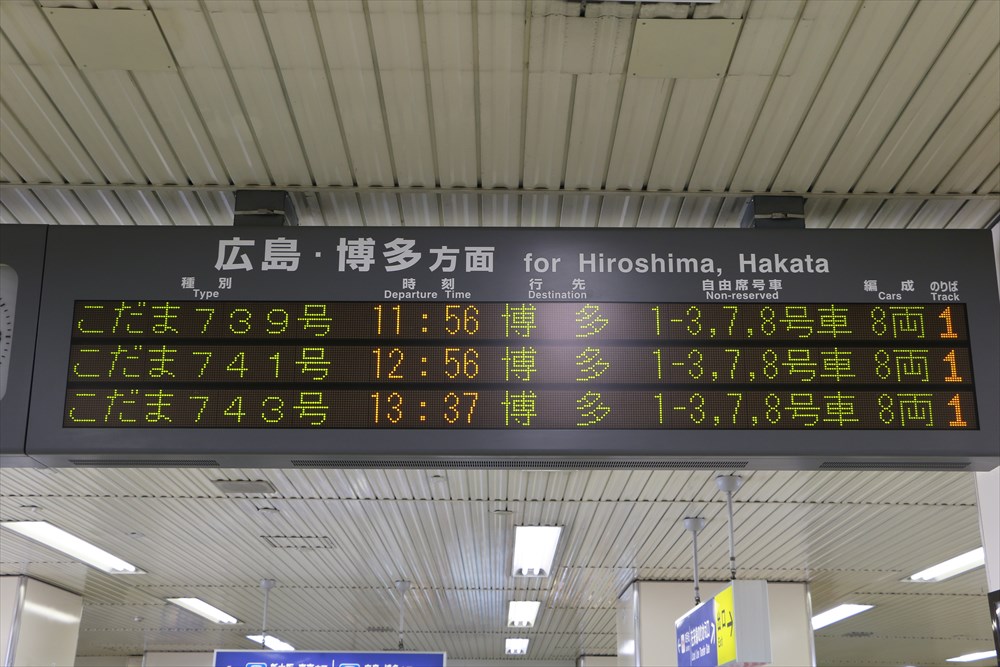 広島・博多方面 for Hiroshima, Hakata
種別 時刻 行先 自由席号車 編成 のりば
Type Departure Time Destination Non-reserved Cars Track
こだま739号 11:56 博多 1-3,7,8号車 8両 1
こだま741号 12:56 博多 1-3,7,8号車 8両 1
こだま743号 13:37 博多 1-3,7,8号車 8両 1